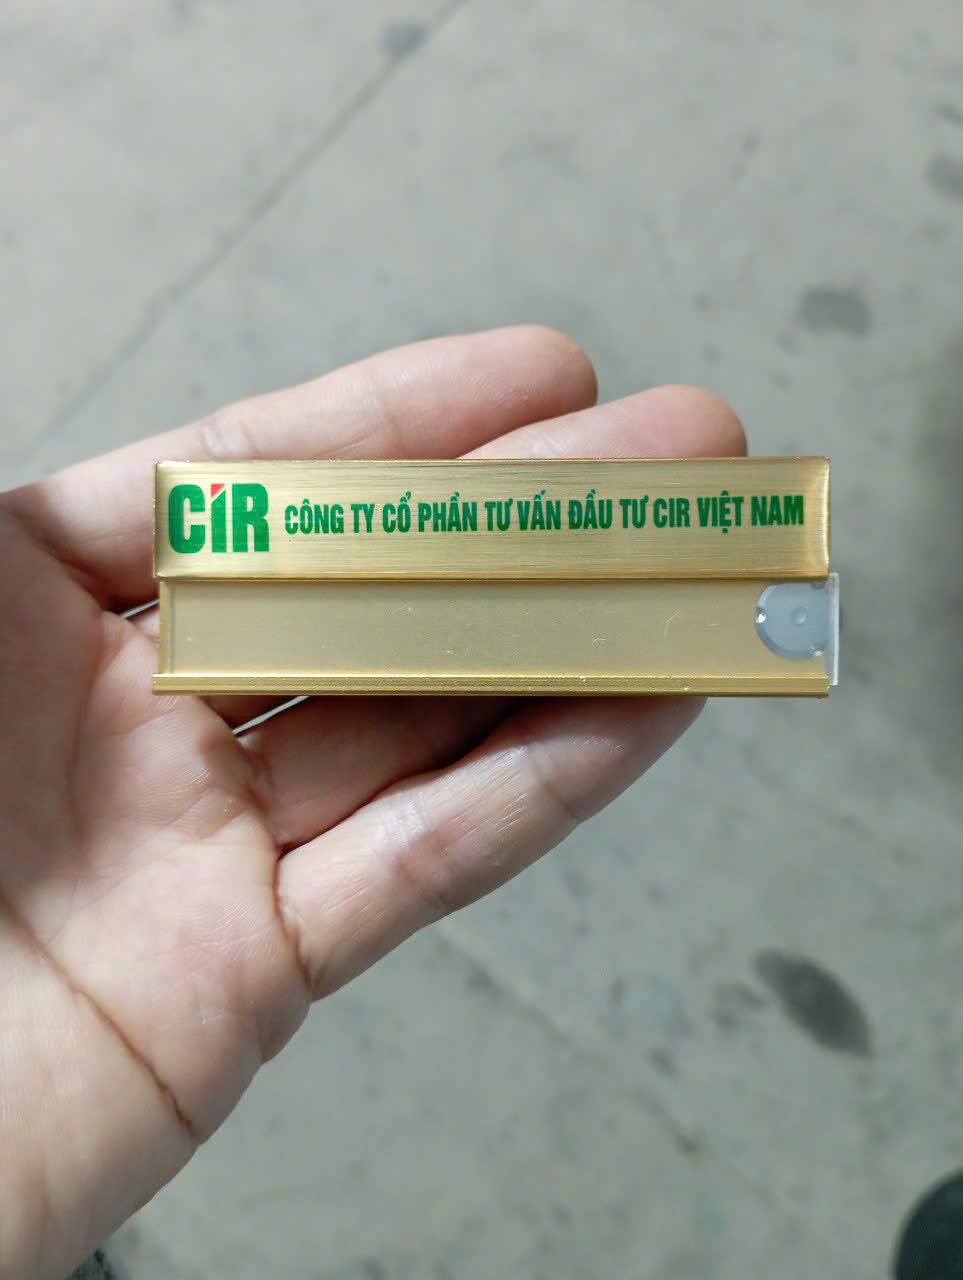 CIR CÔNG TY CỔ PHẦN TƯ VẤN ĐẦU TƯ CIR VIỆT NAM